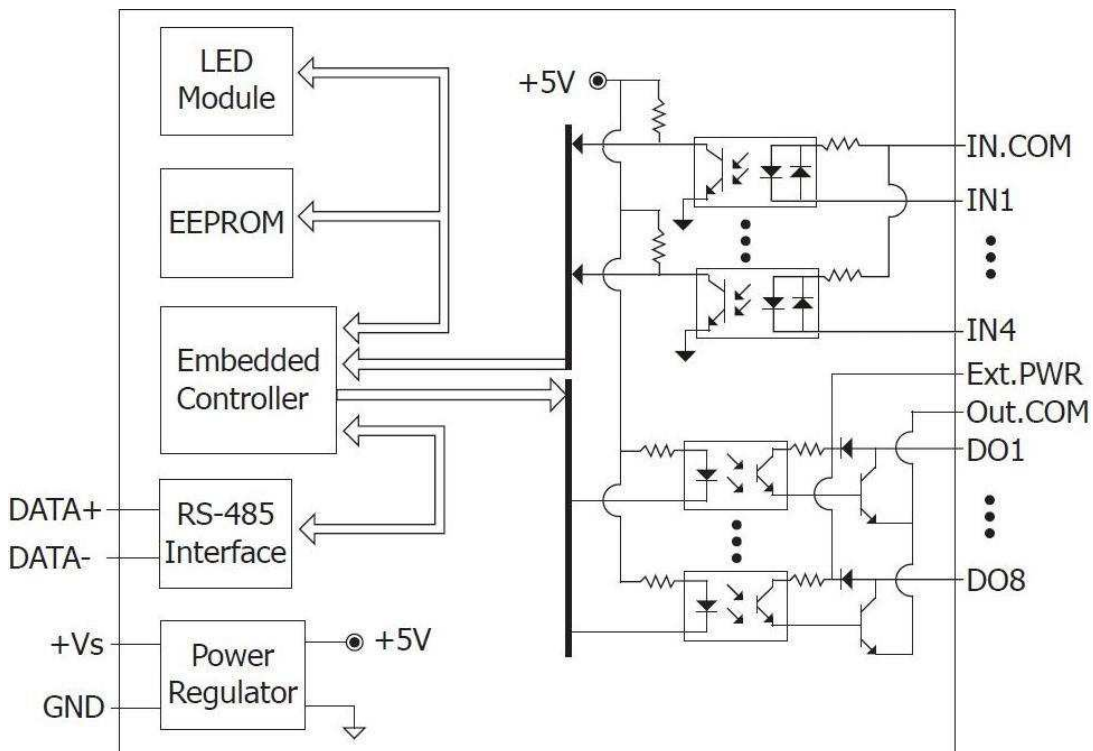 LED
Module
EEPROM
Embedded
Controller
DATA+
DATA-
RS-485
Interface
+Vs
GND
Power
Regulator
+5V
+5V
IN.COM
IN1
IN4
Ext.PWR
Out.COM
DO1
DO8